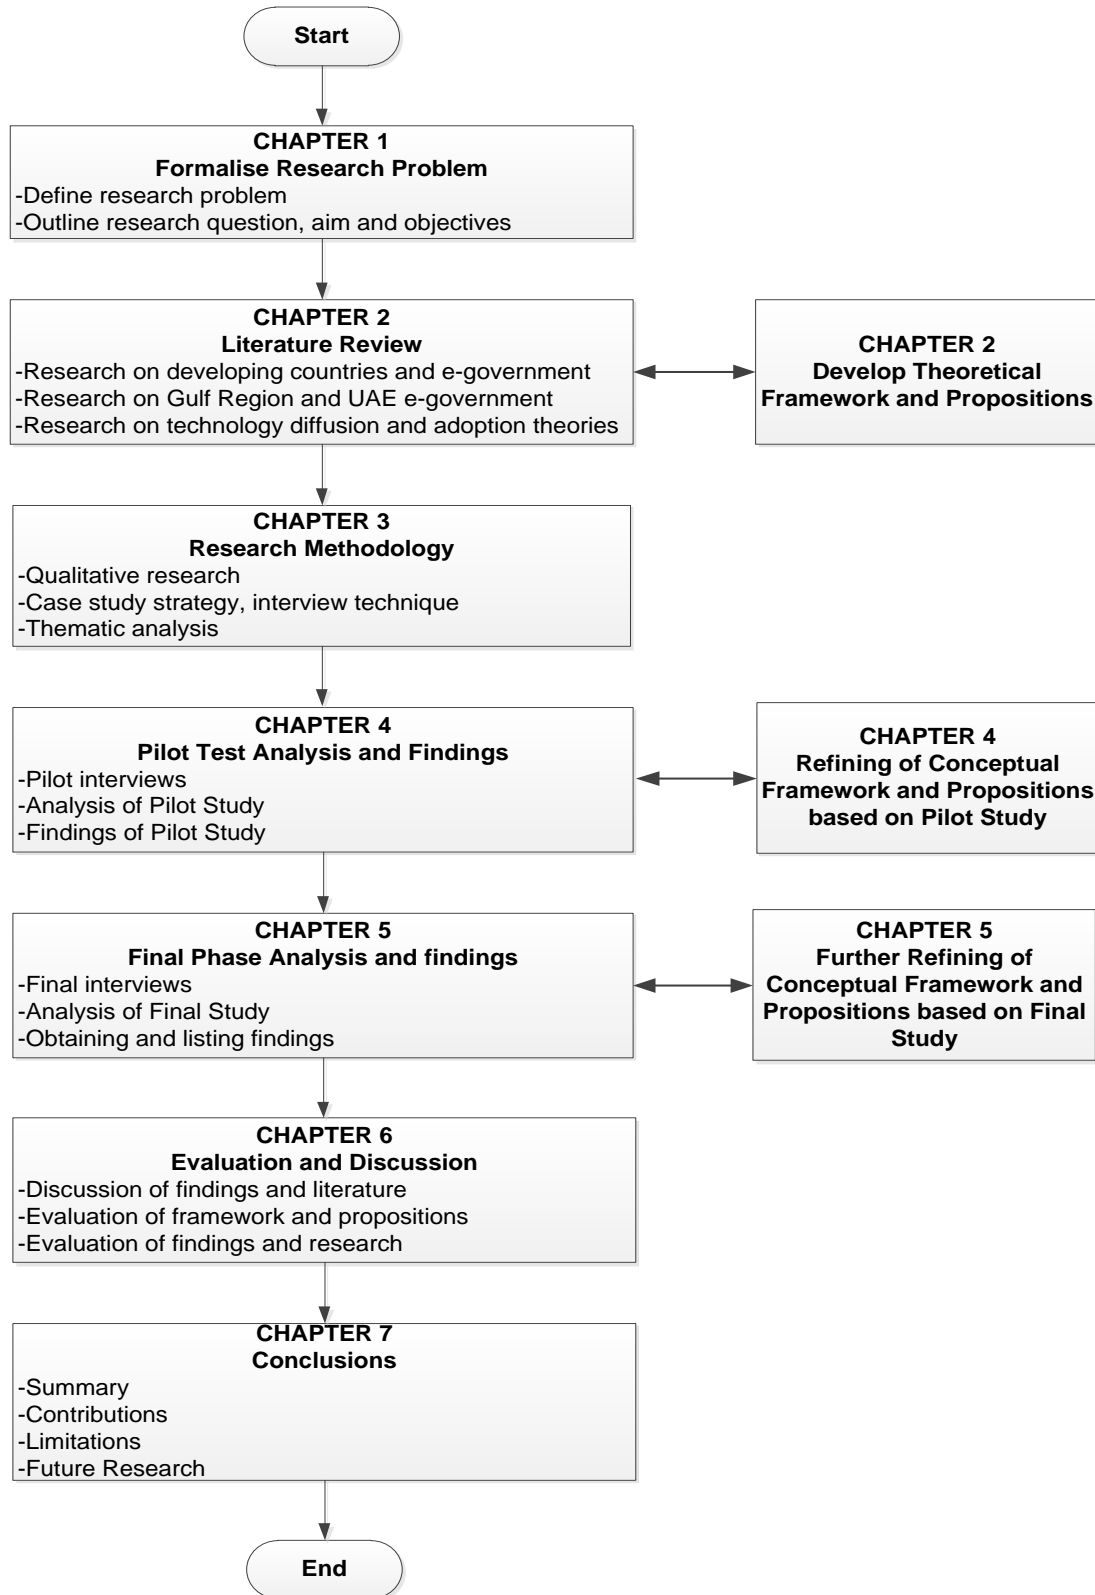 Start
CHAPTER 1
Formalise Research Problem
-Define research problem
-Outline research question, aim and objectives
CHAPTER 2
Literature Review
-Research on developing countries and e-government
-Research on Gulf Region and UAE e-government
-Research on technology diffusion and adoption theories
CHAPTER 2
Develop Theoretical
Framework and Propositions
CHAPTER 3
Research Methodology
-Qualitative research
-Case study strategy, interview technique
-Thematic analysis
CHAPTER 4
Pilot Test Analysis and Findings
-Pilot interviews
-Analysis of Pilot Study
-Findings of Pilot Study
CHAPTER 4
Refining of Conceptual
Framework and Propositions
based on Pilot Study
CHAPTER 5
Final Phase Analysis and findings
-Final interviews
-Analysis of Final Study
-Obtaining and listing findings
CHAPTER 5
Further Refining of
Conceptual Framework and
Propositions based on Final
Study
CHAPTER 6
Evaluation and Discussion
-Discussion of findings and literature
-Evaluation of framework and propositions
-Evaluation of findings and research
CHAPTER 7
Conclusions
-Summary
-Contributions
-Limitations
-Future Research
End